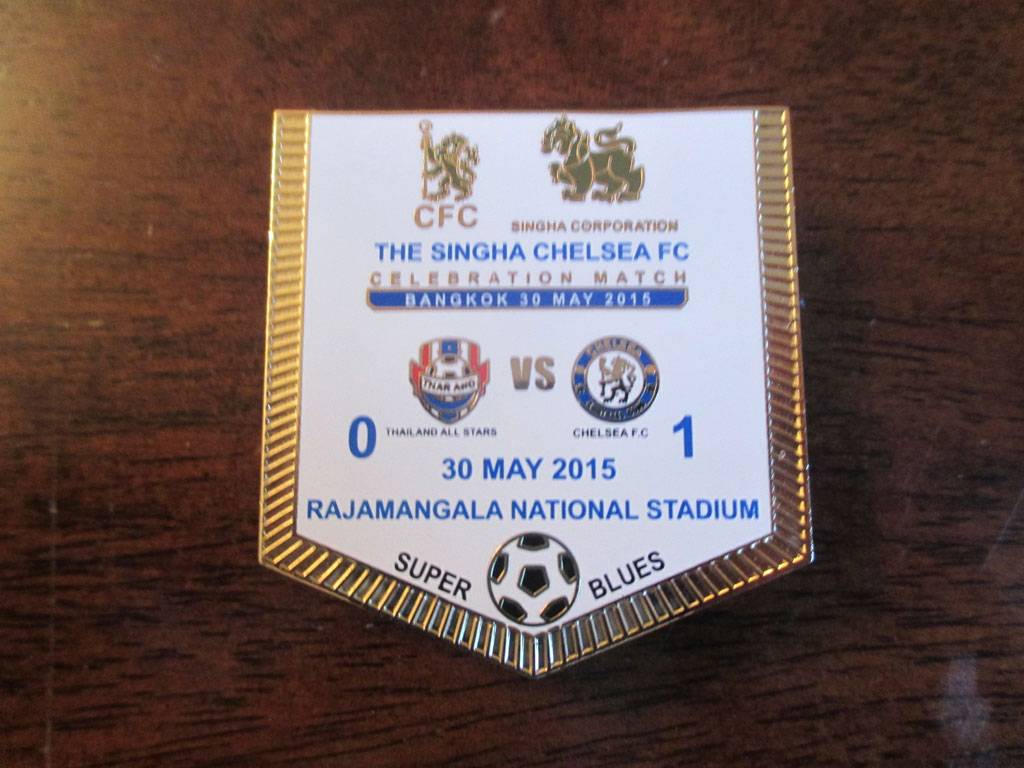 CFC
SINGHA CORPORATION
THE SINGHA CHELSEA FC
CELEBRATION MATCH
BANGKOK 30 MAY 2015
VS
CHELSEA
0 THAILAND ALL STARS CHELSEA F.C 1
30 MAY 2015
RAJAMANGALA NATIONAL STADIUM
SUPER BLUES